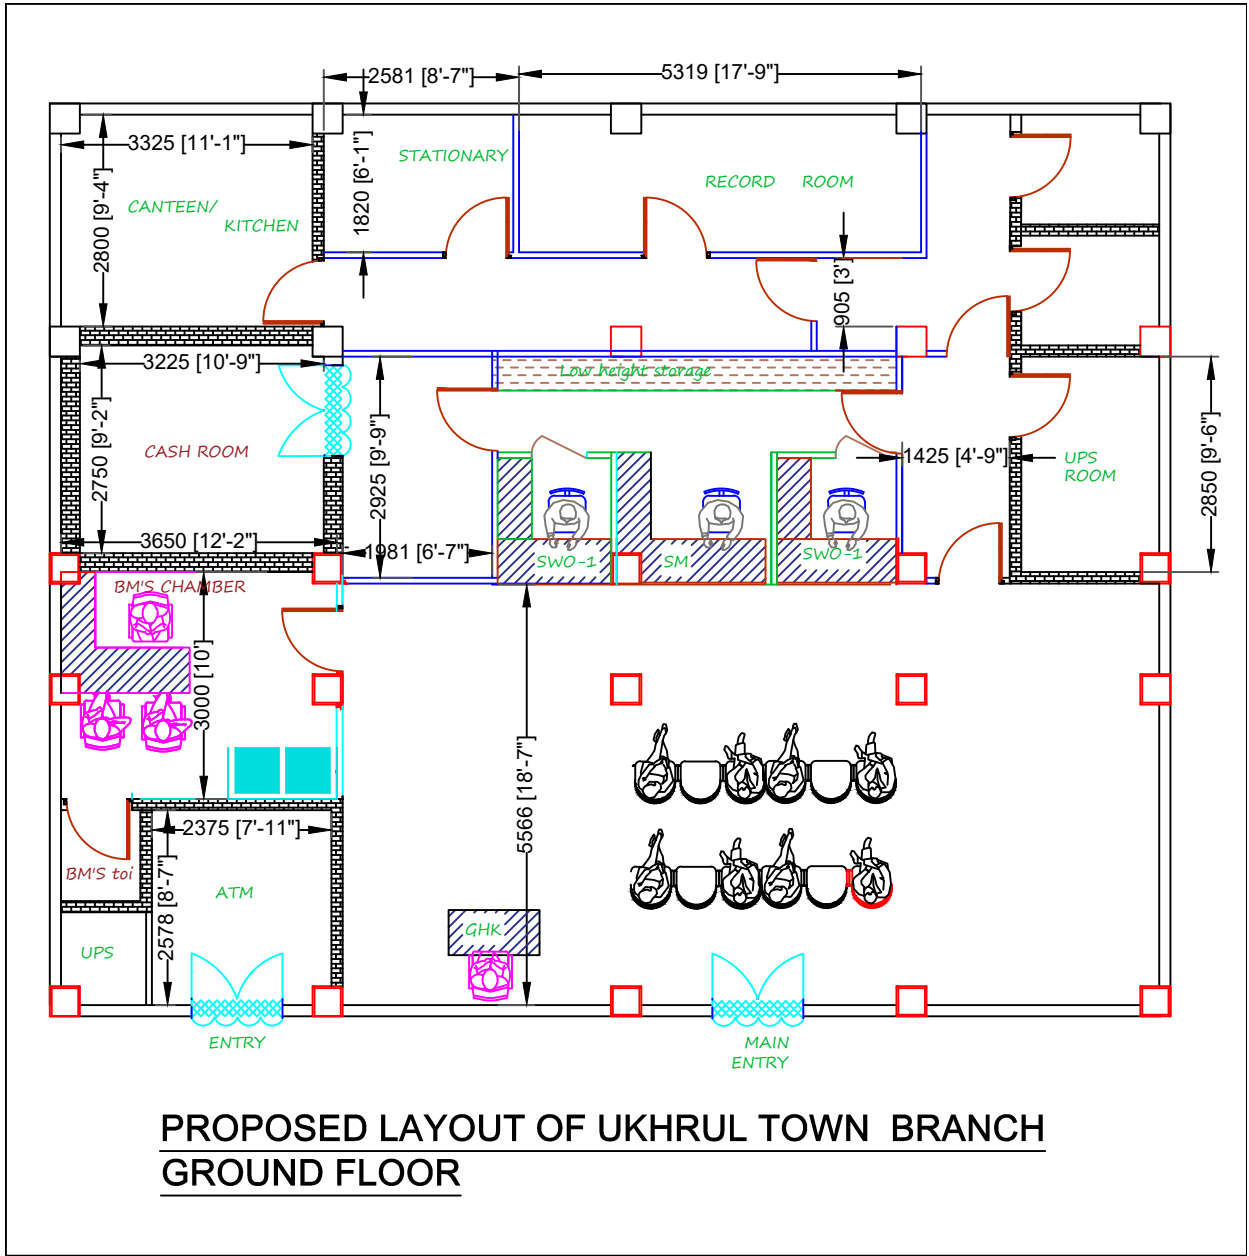 2581 [8'-7"]
5319 [17'-9"]
3325 [11'-1"]
1820 [6'-1"]
STATIONARY
RECORD ROOM
2800 [9'-4"]
CANTEEN/
KITCHEN
905 [3']
3225 [10'-9"]
Low height storage
2750 [9'-2"]
CASH ROOM
2925 [9'-9"]
1425 [4'-9"]
UPS
ROOM
2850 [9'-6"]
3650 [12'-2"]
1981 [6'-7"]
SWO-1
SM
SWO-1
BM'S CHAMBER
3000 [10']
5566 [18'-7"]
2375 [7'-11"]
BM'S toi
2578 [8'-7"]
ATM
GHK
UPS
ENTRY
MAIN
ENTRY
PROPOSED LAYOUT OF UKHRUL TOWN BRANCH
GROUND FLOOR